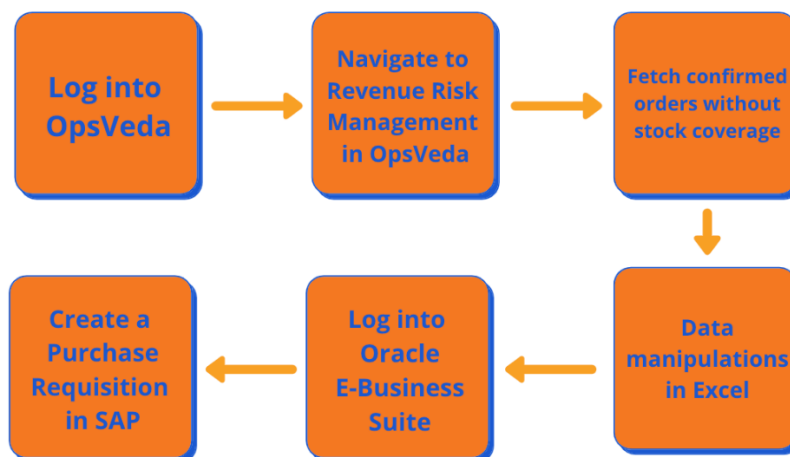 Log into
OpsVeda
Navigate to
Revenue Risk
Management
in OpsVeda
Fetch confirmed
orders without
stock coverage
Data
manipulations
in Excel
Log into
Oracle
E-Business
Suite
Create a
Purchase
Requisition
in SAP